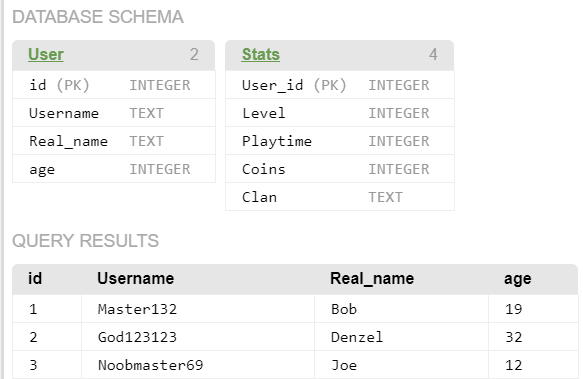 DATABASE SCHEMA
User 2
id (PK) INTEGER
Username TEXT
Real_name TEXT
age INTEGER
Stats 4
User_id (PK) INTEGER
Level INTEGER
Playtime INTEGER
Coins INTEGER
Clan TEXT
QUERY RESULTS
id Username Real_name age
1 Master132 Bob 19
2 God123123 Denzel 32
3 Noobmaster69 Joe 12